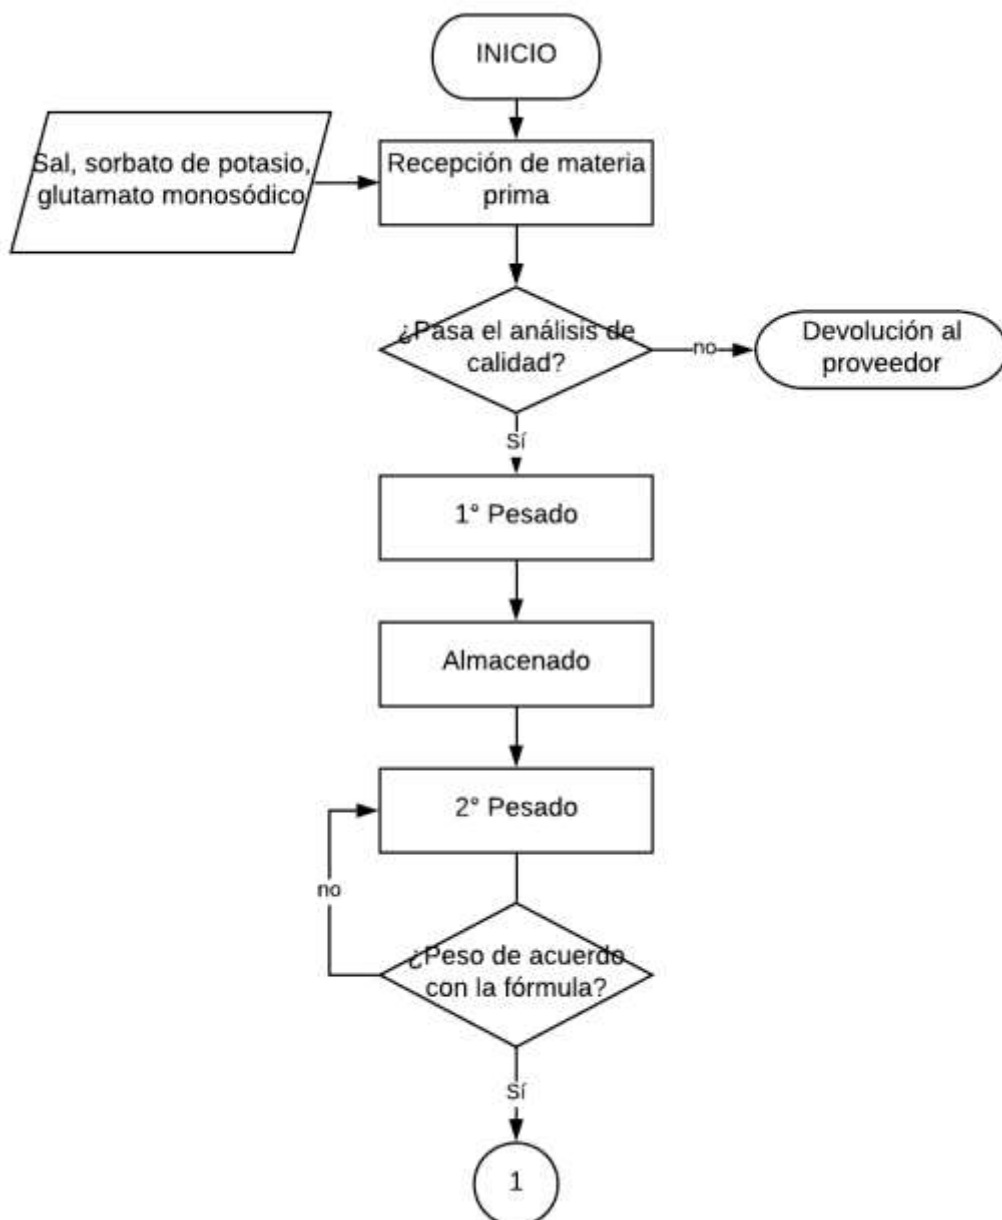 INICIO
Sal, sorbato de potasio,
glutamato monosódico
Recepción de materia
prima
¿Pasa el análisis de
calidad?
no
Devolución al
proveedor
Sí
1° Pesado
Almacenado
2° Pesado
no
¿Peso de acuerdo
con la fórmula?
Sí
1